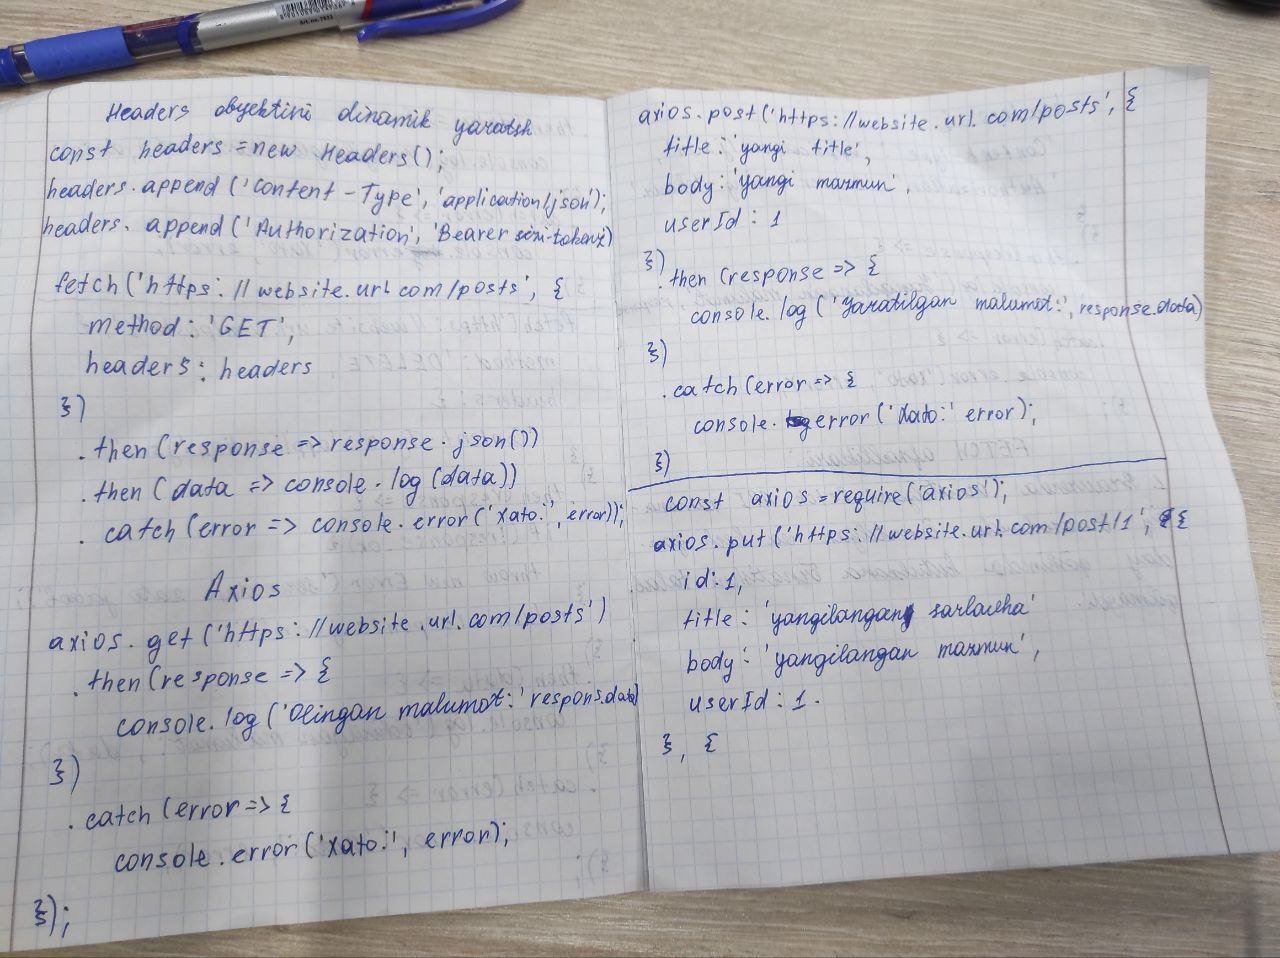 Headers obyektini dinamik yaratish
const headers = new Headers();
headers.append('Content-Type', 'application/json');
headers.append('Authorization', 'Bearer sizni-tokeni')
fetch('https://website.url.com/posts', {
method: 'GET',
headers: headers
})
.then(response => response.json())
.then(data => console.log(data))
.catch(error => console.error('Xato:', error));
Axios
axios.get('https://website.url.com/posts')
.then(response => {
console.log('Olingan malumot:' respons.data)
})
.catch(error => {
console.error('Xato:', error);
});
axios.post('https://website.url.com/posts', {
title: 'yangi title',
body: 'yangi mazmun',
userId: 1
})
.then(response => {
console.log('Yaratilgan malumot:', response.data)
})
.catch(error => {
console.error('Xato:' error);
})
const axios = require('axios');
axios.put('https://website.url.com/post/1', {
id: 1,
title: 'yangilangan sarlavha'
body: 'yangilangan mazmun',
userId: 1.
}, {